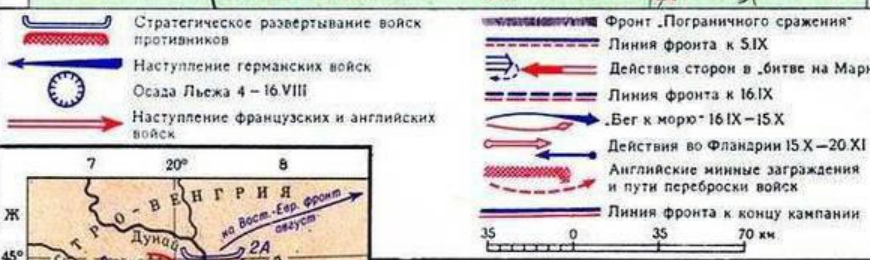 Стратегическое развертывание войск
противников
Наступление германских войск
Осада Льежа 4 – 16.VIII
Наступление французских и английских
войск
Фронт „Пограничного сражения"
Линия фронта к 5.IX
Действия сторон в „битве на Марн
Линия фронта к 16.IX
„Бег к морю" 16.IX–15.X
Действия во Фландрии 15.X–20.XI
Английские минные заграждения
и пути переброски войск
Линия фронта к концу кампании
35 0 35 70 км
7 20° 8
Ж
ТРО-ВЕНГРИЯ
на Вост.-Евр. фронт
август
Дунай
2А
45°